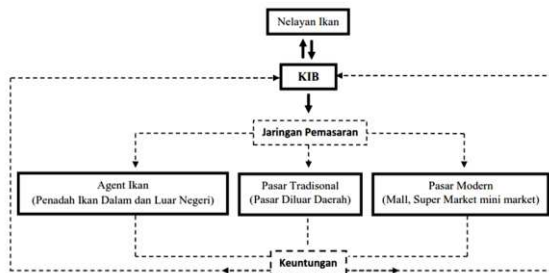 Nelayan Ikan
KIB
Jaringan Pemasaran
Agent Ikan
(Penadah Ikan Dalam dan Luar Negeri)
Pasar Tradisonal
(Pasar Diluar Daerah)
Pasar Modern
(Mall, Super Market mini market)
Keuntungan